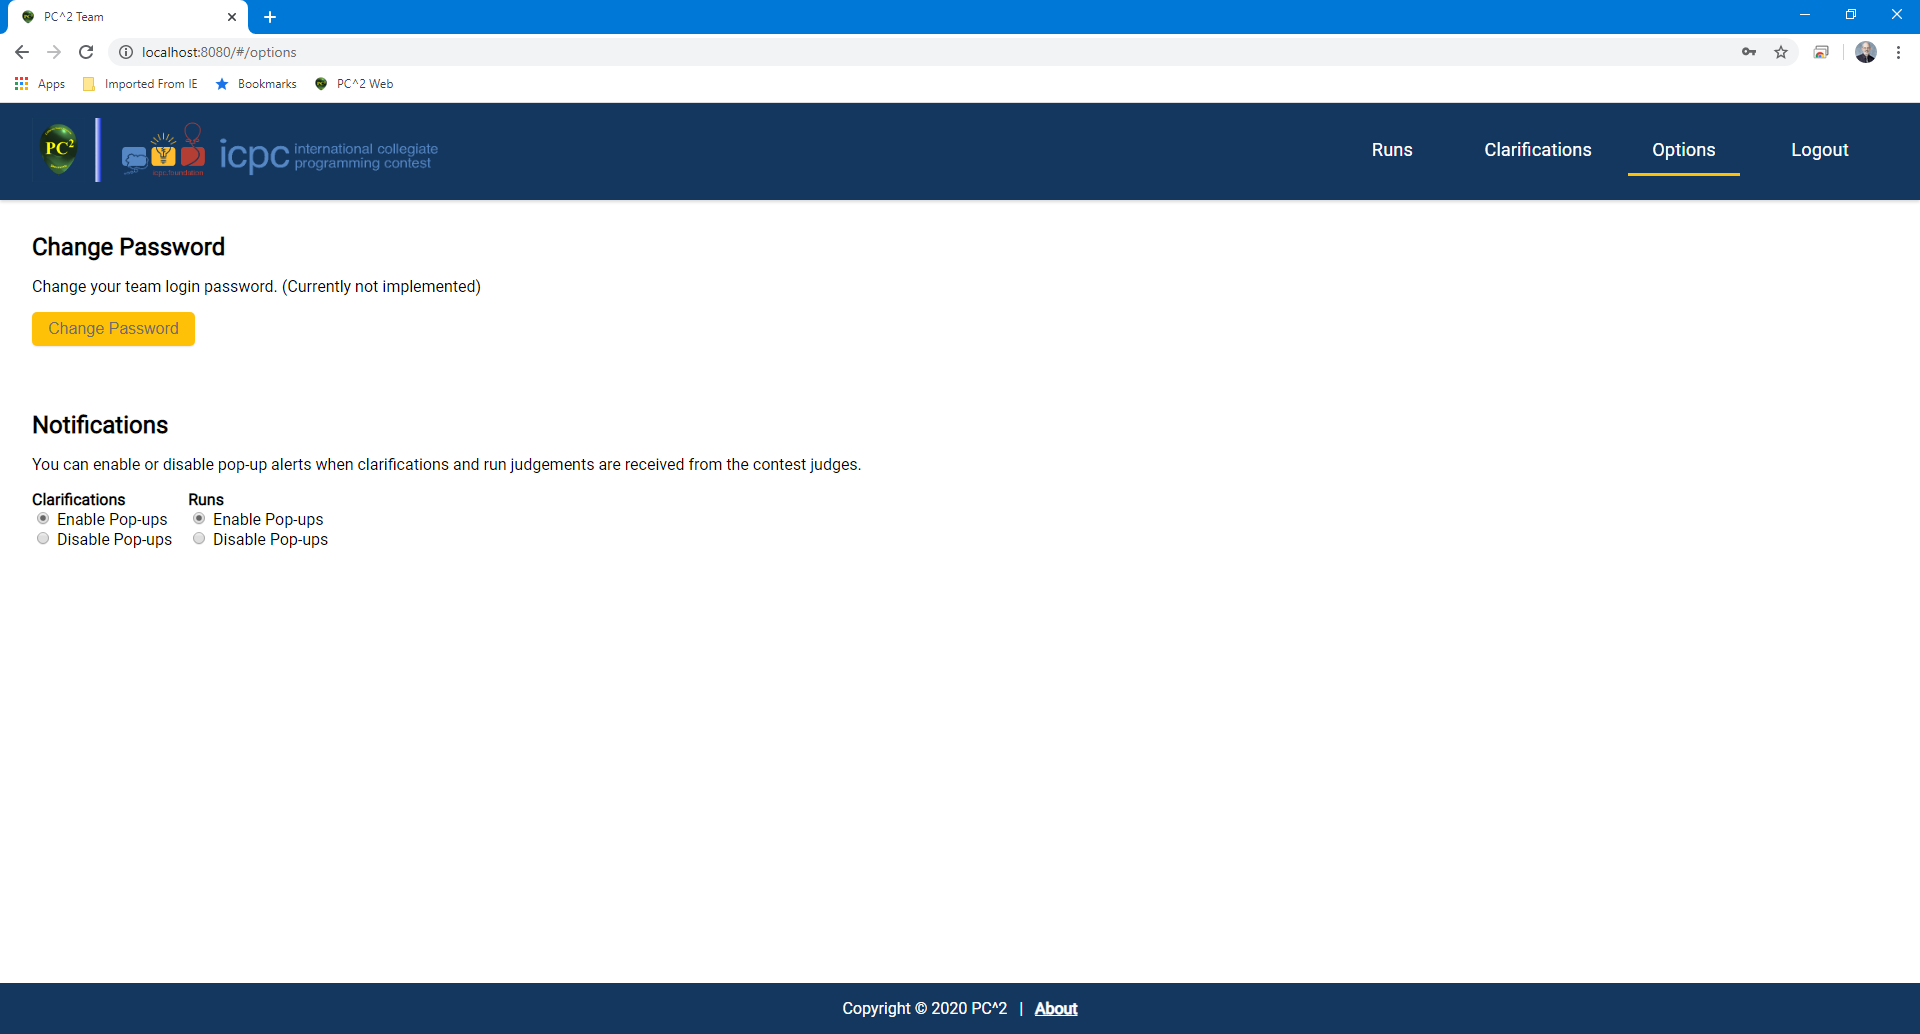 PC^2 Team
localhost:8080/#/options
Apps Imported From IE Bookmarks PC^2 Web
PC²
icpc.foundation
icpc international collegiate
programming contest
Runs Clarifications Options Logout
Change Password
Change your team login password. (Currently not implemented)
Change Password
Notifications
You can enable or disable pop-up alerts when clarifications and run judgements are received from the contest judges.
Clarifications Runs
Enable Pop-ups Enable Pop-ups
Disable Pop-ups Disable Pop-ups
Copyright © 2020 PC^2 | About